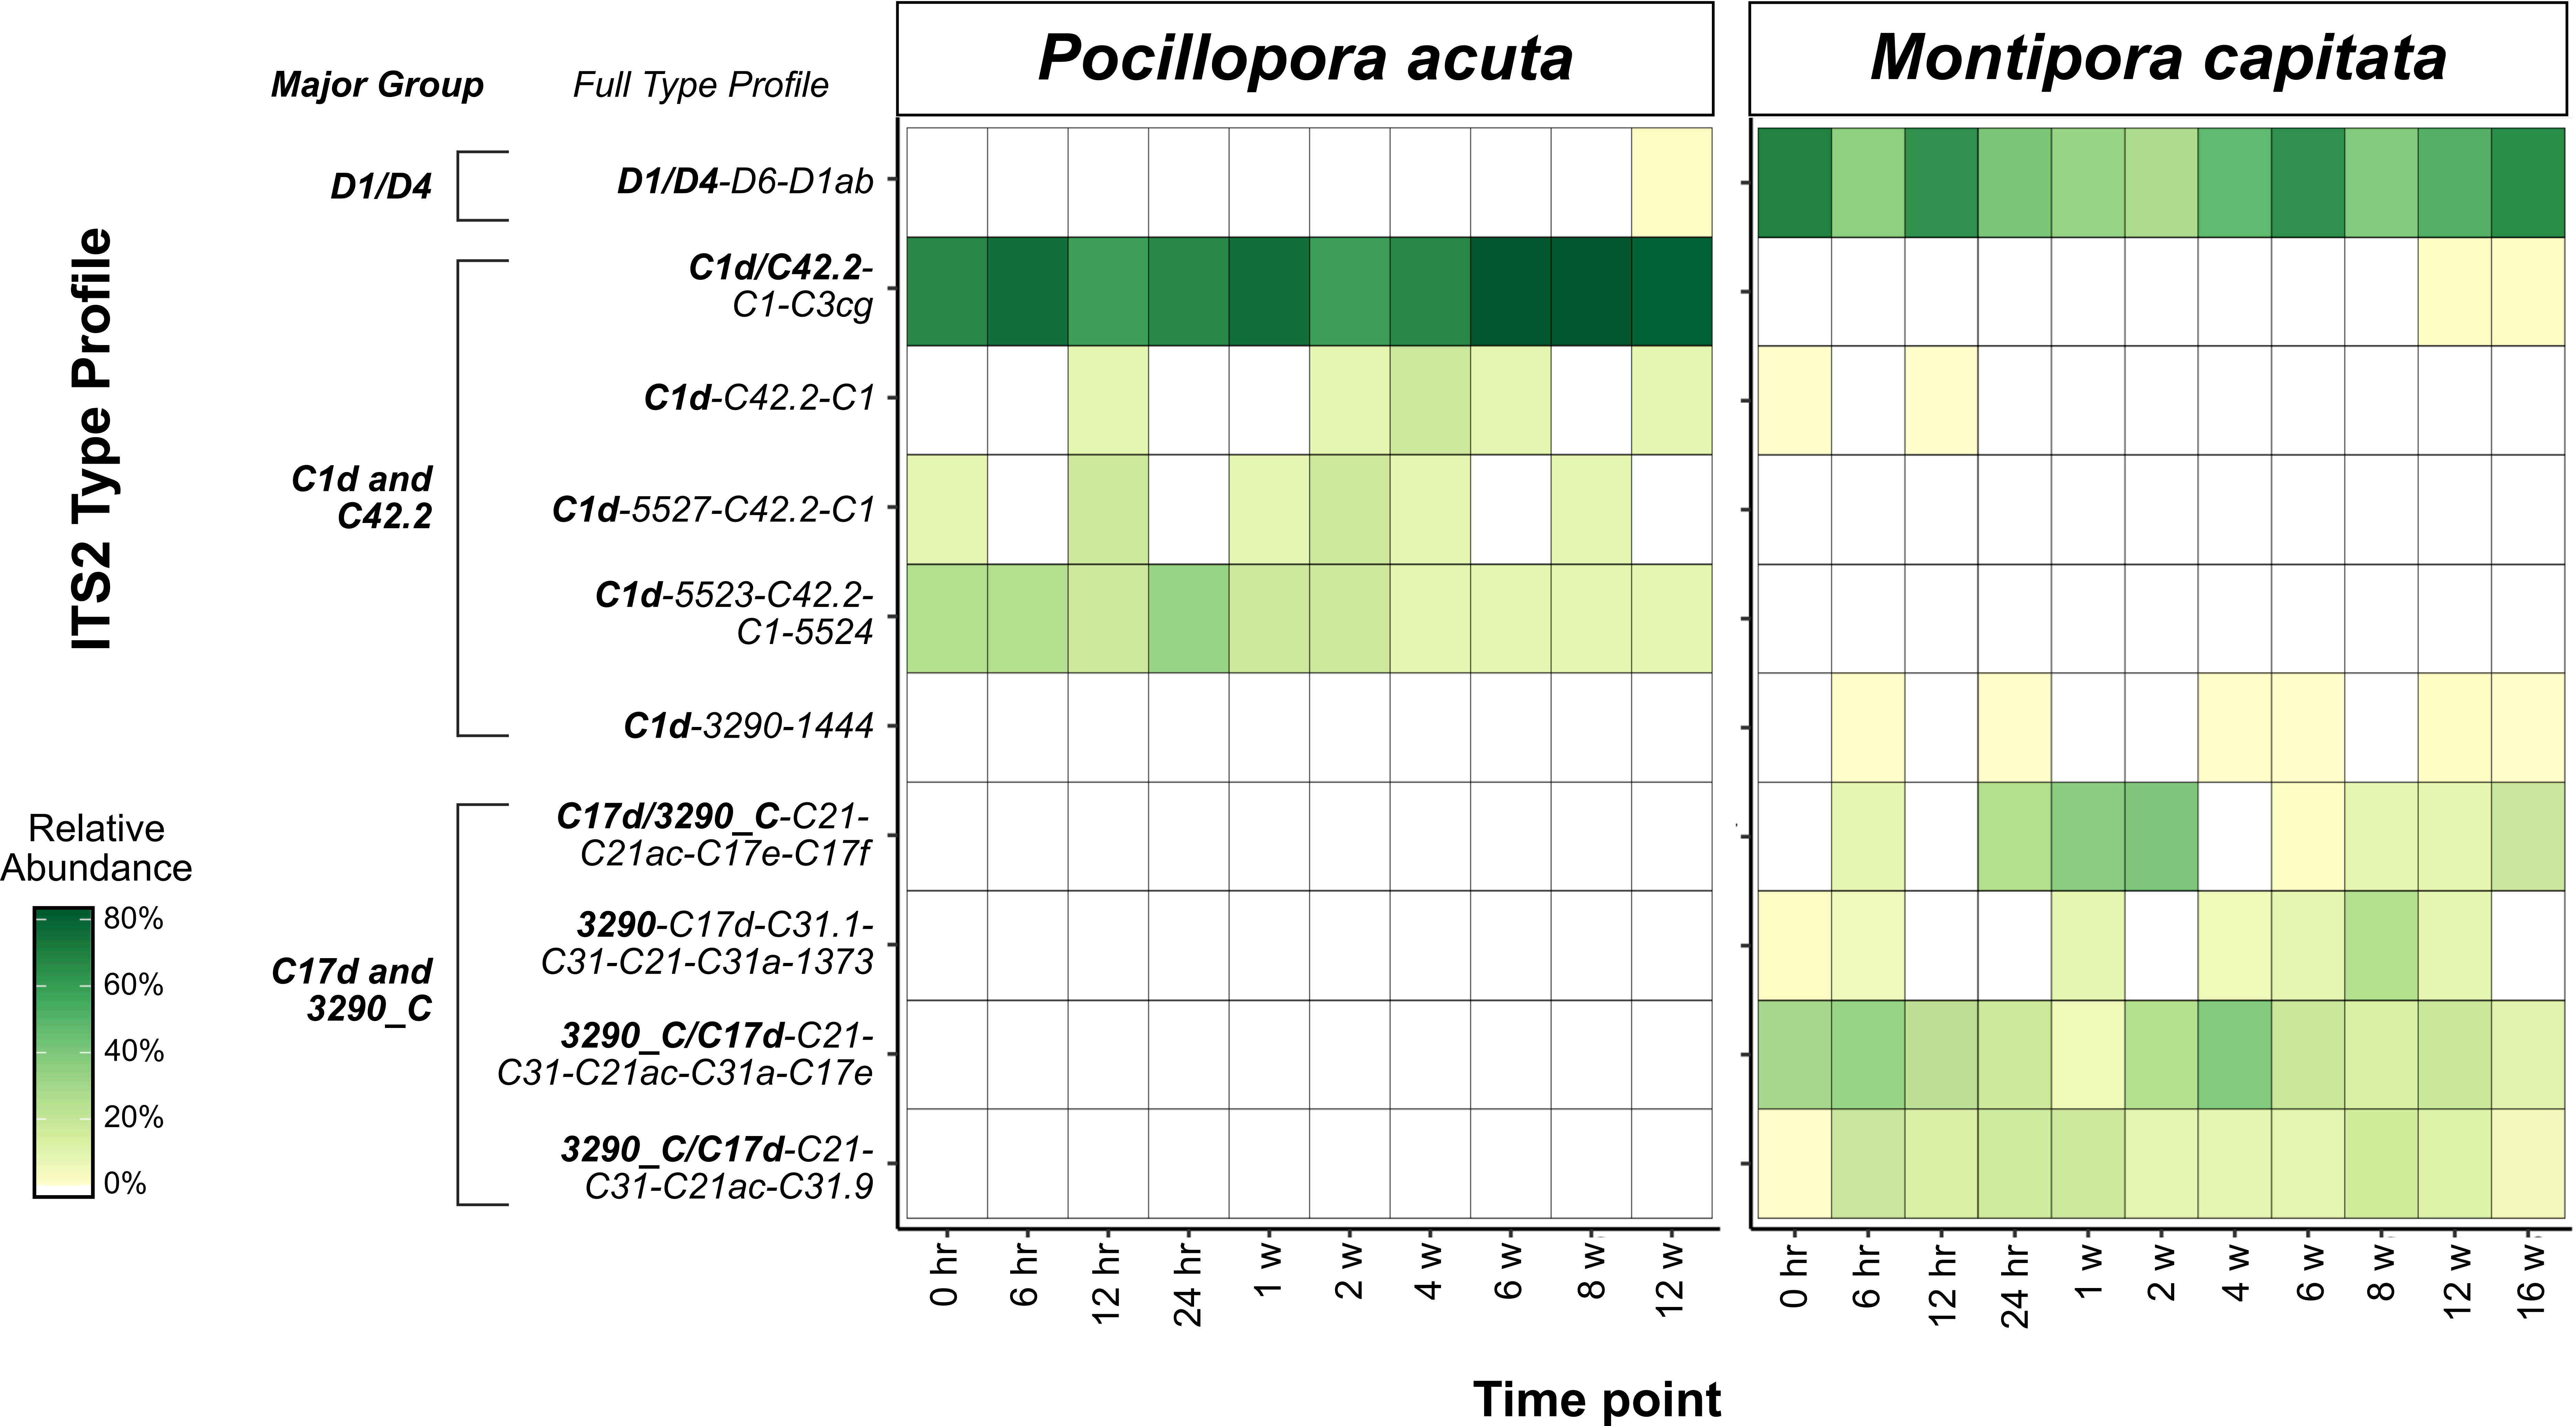 Pocillopora acuta
Montipora capitata
Major Group
Full Type Profile
ITS2 Type Profile
D1/D4
D1/D4-D6-D1ab
C1d and
C42.2
C1d/C42.2-
C1-C3cg
C1d-C42.2-C1
C1d-5527-C42.2-C1
C1d-5523-C42.2-
C1-5524
C1d-3290-1444
C17d and
3290_C
C17d/3290_C-C21-
C21ac-C17e-C17f
3290-C17d-C31.1-
C31-C21-C31a-1373
3290_C/C17d-C21-
C31-C21ac-C31a-C17e
3290_C/C17d-C21-
C31-C21ac-C31.9
Relative
Abundance
80%
60%
40%
20%
0%
0 hr
6 hr
12 hr
24 hr
1 w
2 w
4 w
6 w
8 w
12 w
0 hr
6 hr
12 hr
24 hr
1 w
2 w
4 w
6 w
8 w
12 w
16 w
Time point